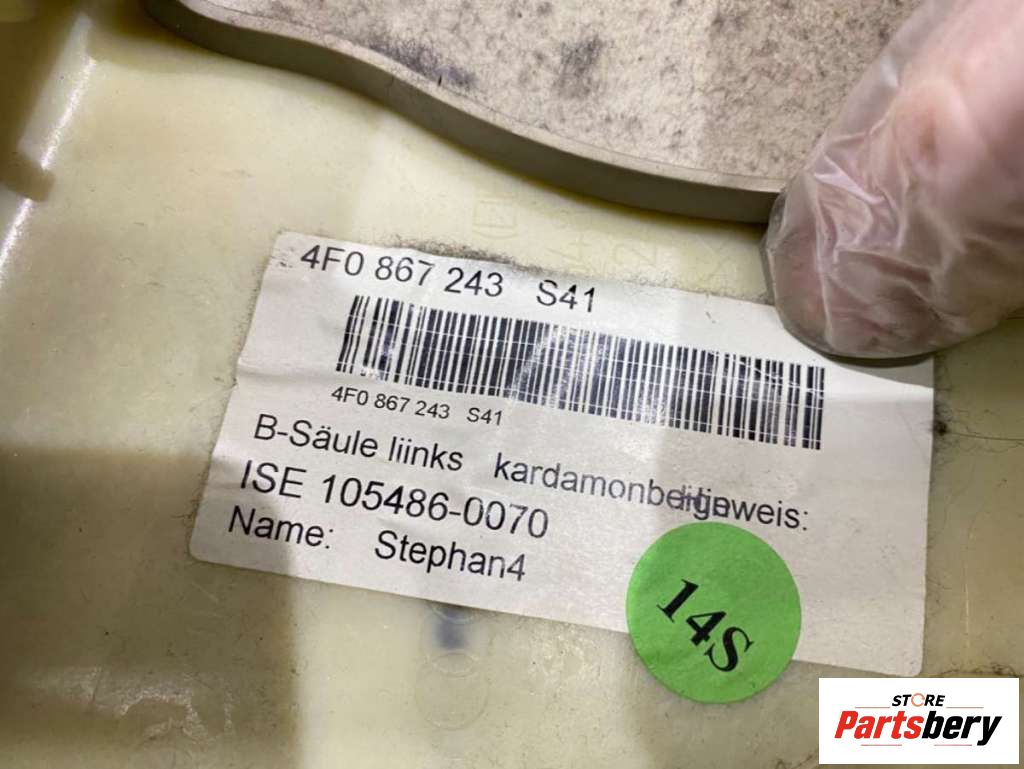 4F0 867 243 S41
4F0 867 243 S41
B-Säule liinks kardamonbeige
Hinweis:
ISE 105486-0070
Name: Stephan4
14S
STORE
Partsbery